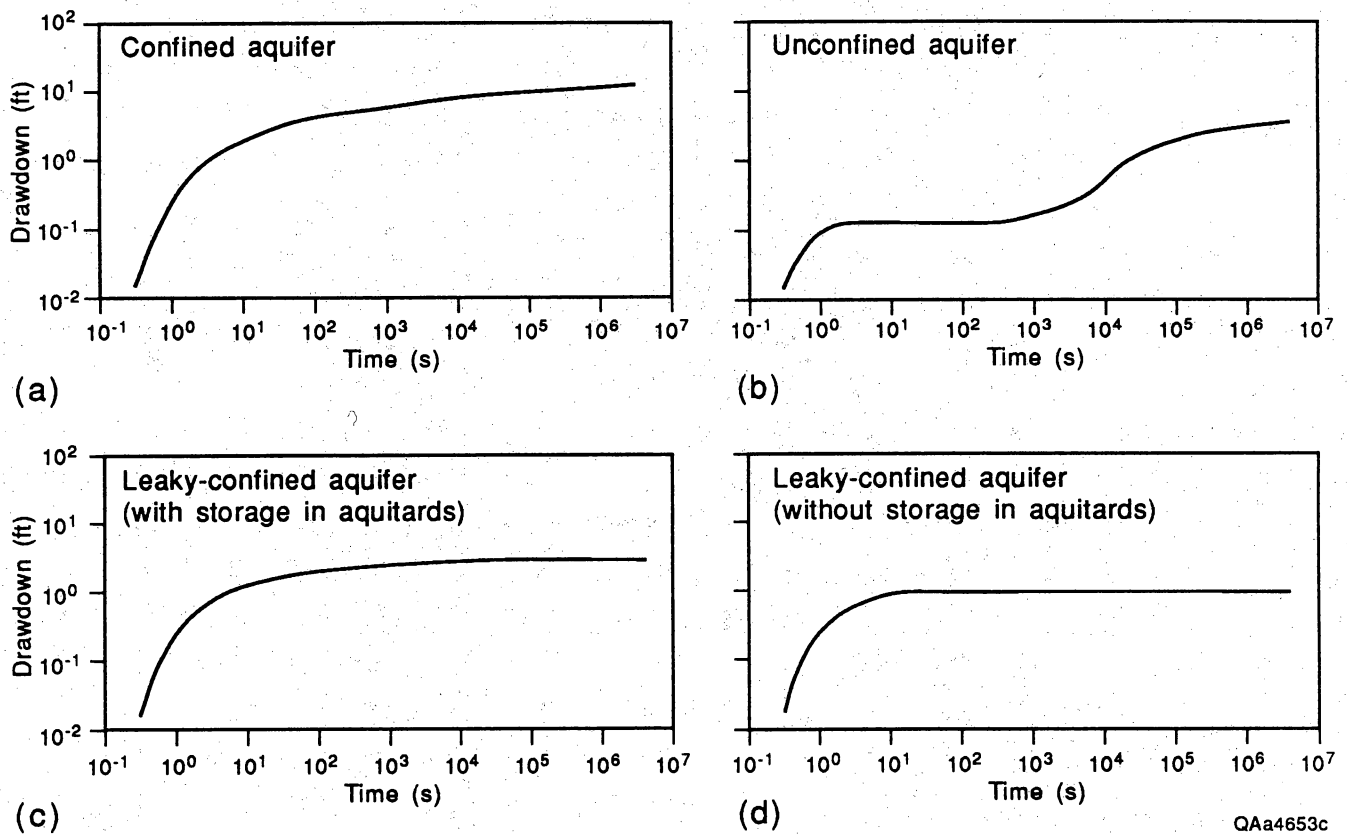 10²
Confined aquifer
10¹
10⁰
10⁻¹
10⁻²
Drawdown (ft)
10⁻¹ 10⁰ 10¹ 10² 10³ 10⁴ 10⁵ 10⁶ 10⁷
Time (s)
(a)
Unconfined aquifer
10⁻¹ 10⁰ 10¹ 10² 10³ 10⁴ 10⁵ 10⁶ 10⁷
Time (s)
(b)
10²
Leaky-confined aquifer
(with storage in aquitards)
10¹
10⁰
10⁻¹
10⁻²
Drawdown (ft)
10⁻¹ 10⁰ 10¹ 10² 10³ 10⁴ 10⁵ 10⁶ 10⁷
Time (s)
(c)
Leaky-confined aquifer
(without storage in aquitards)
10⁻¹ 10⁰ 10¹ 10² 10³ 10⁴ 10⁵ 10⁶ 10⁷
Time (s)
(d)
QAa4653c